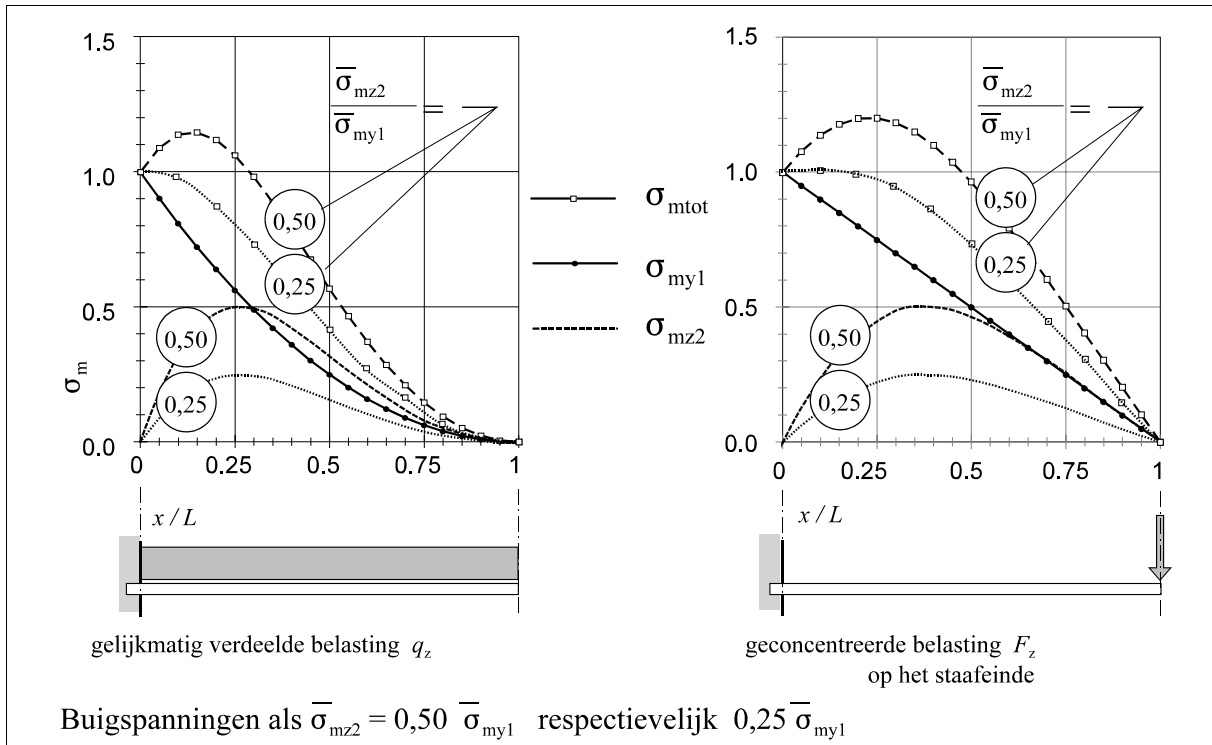 1.5
1.0
0.5
0.0
σm
0 0.25 0.5 0.75 1
x / L
σ̅mz2 / σ̅my1 =
0,50
0,25
0,50
0,25
gelijkmatig verdeelde belasting qz
σmtot
σmy1
σmz2
1.5
1.0
0.5
0.0
0 0.25 0.5 0.75 1
x / L
σ̅mz2 / σ̅my1 =
0,50
0,25
0,50
0,25
geconcentreerde belasting Fz
op het staafeinde
Buigspanningen als σ̅mz2 = 0,50 σ̅my1 respectievelijk 0,25 σ̅my1